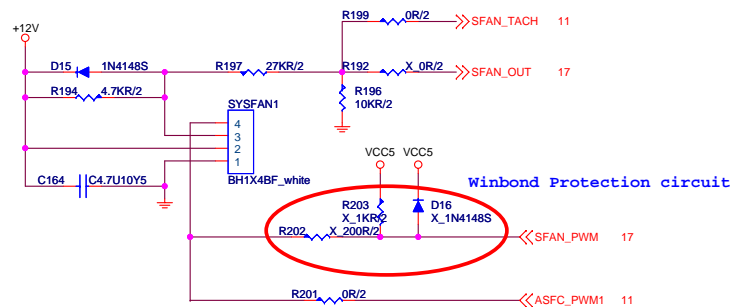 R199 0R/2 SFAN_TACH 11
+12V
D15 1N4148S
R197 27KR/2 R192 X_0R/2 SFAN_OUT 17
R194 4.7KR/2 R196
10KR/2
SYSFAN1
4
3
2
1
VCC5 VCC5
C164 C4.7U10Y5 BH1X4BF_white
Winbond Protection circuit
R203 D16
X_1KR/2 X_1N4148S
R202 X_200R/2 SFAN_PWM 17
R201 0R/2 ASFC_PWM1 11